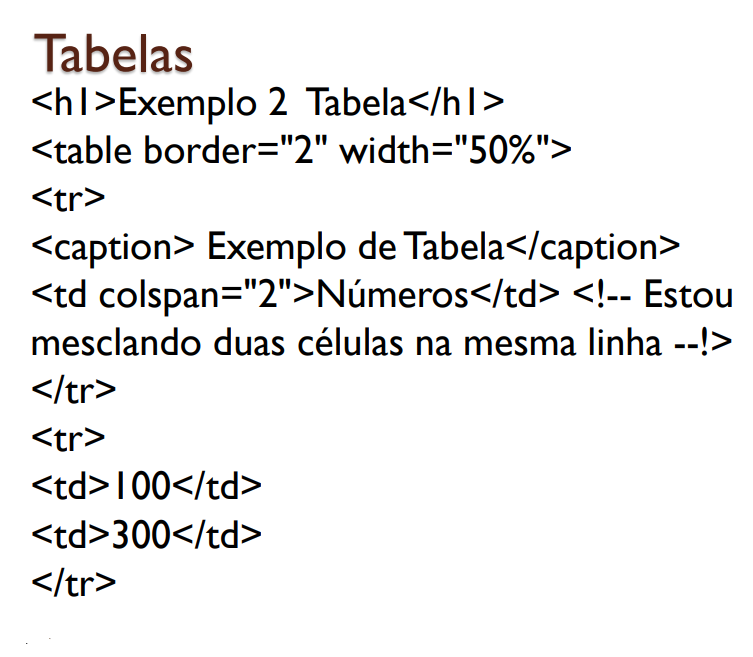 Tabelas
<h1>Exemplo 2  Tabela</h1>
<table border="2" width="50%">
<tr>
<caption> Exemplo de Tabela</caption>
<td colspan="2">Números</td> <!-- Estou
mesclando duas células na mesma linha --!>
</tr>
<tr>
<td>100</td>
<td>300</td>
</tr>